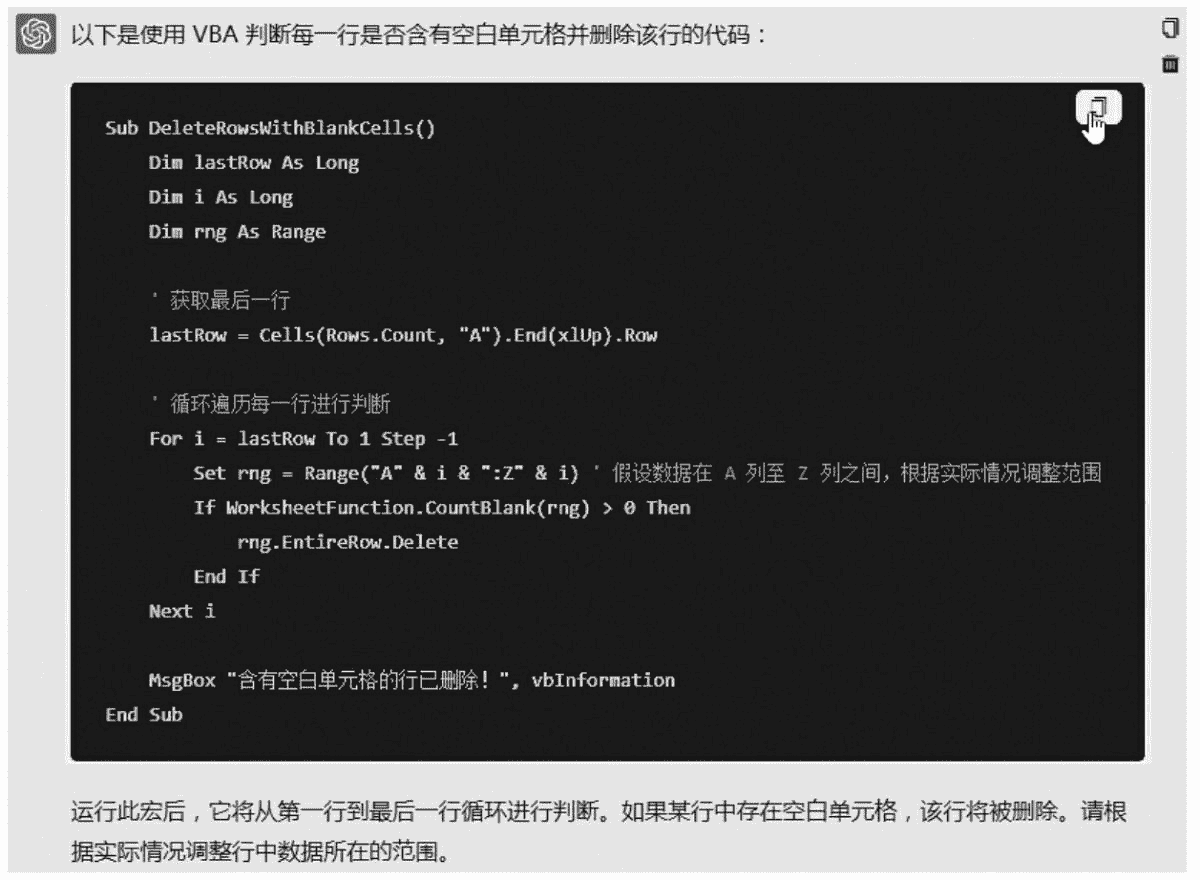 以下是使用 VBA 判断每一行是否含有空白单元格并删除该行的代码：
Sub DeleteRowsWithBlankCells()
    Dim lastRow As Long
    Dim i As Long
    Dim rng As Range
    ' 获取最后一行
    lastRow = Cells(Rows.Count, "A").End(xlUp).Row
    ' 循环遍历每一行进行判断
    For i = lastRow To 1 Step -1
        Set rng = Range("A" & i & ":Z" & i) ' 假设数据在 A 列至 Z 列之间，根据实际情况调整范围
        If WorksheetFunction.CountBlank(rng) > 0 Then
            rng.EntireRow.Delete
        End If
    Next i
    MsgBox "含有空白单元格的行已删除！", vbInformation
End Sub
运行此宏后，它将从第一行到最后一行循环进行判断。如果某行中存在空白单元格，该行将被删除。请根
据实际情况调整行中数据所在的范围。